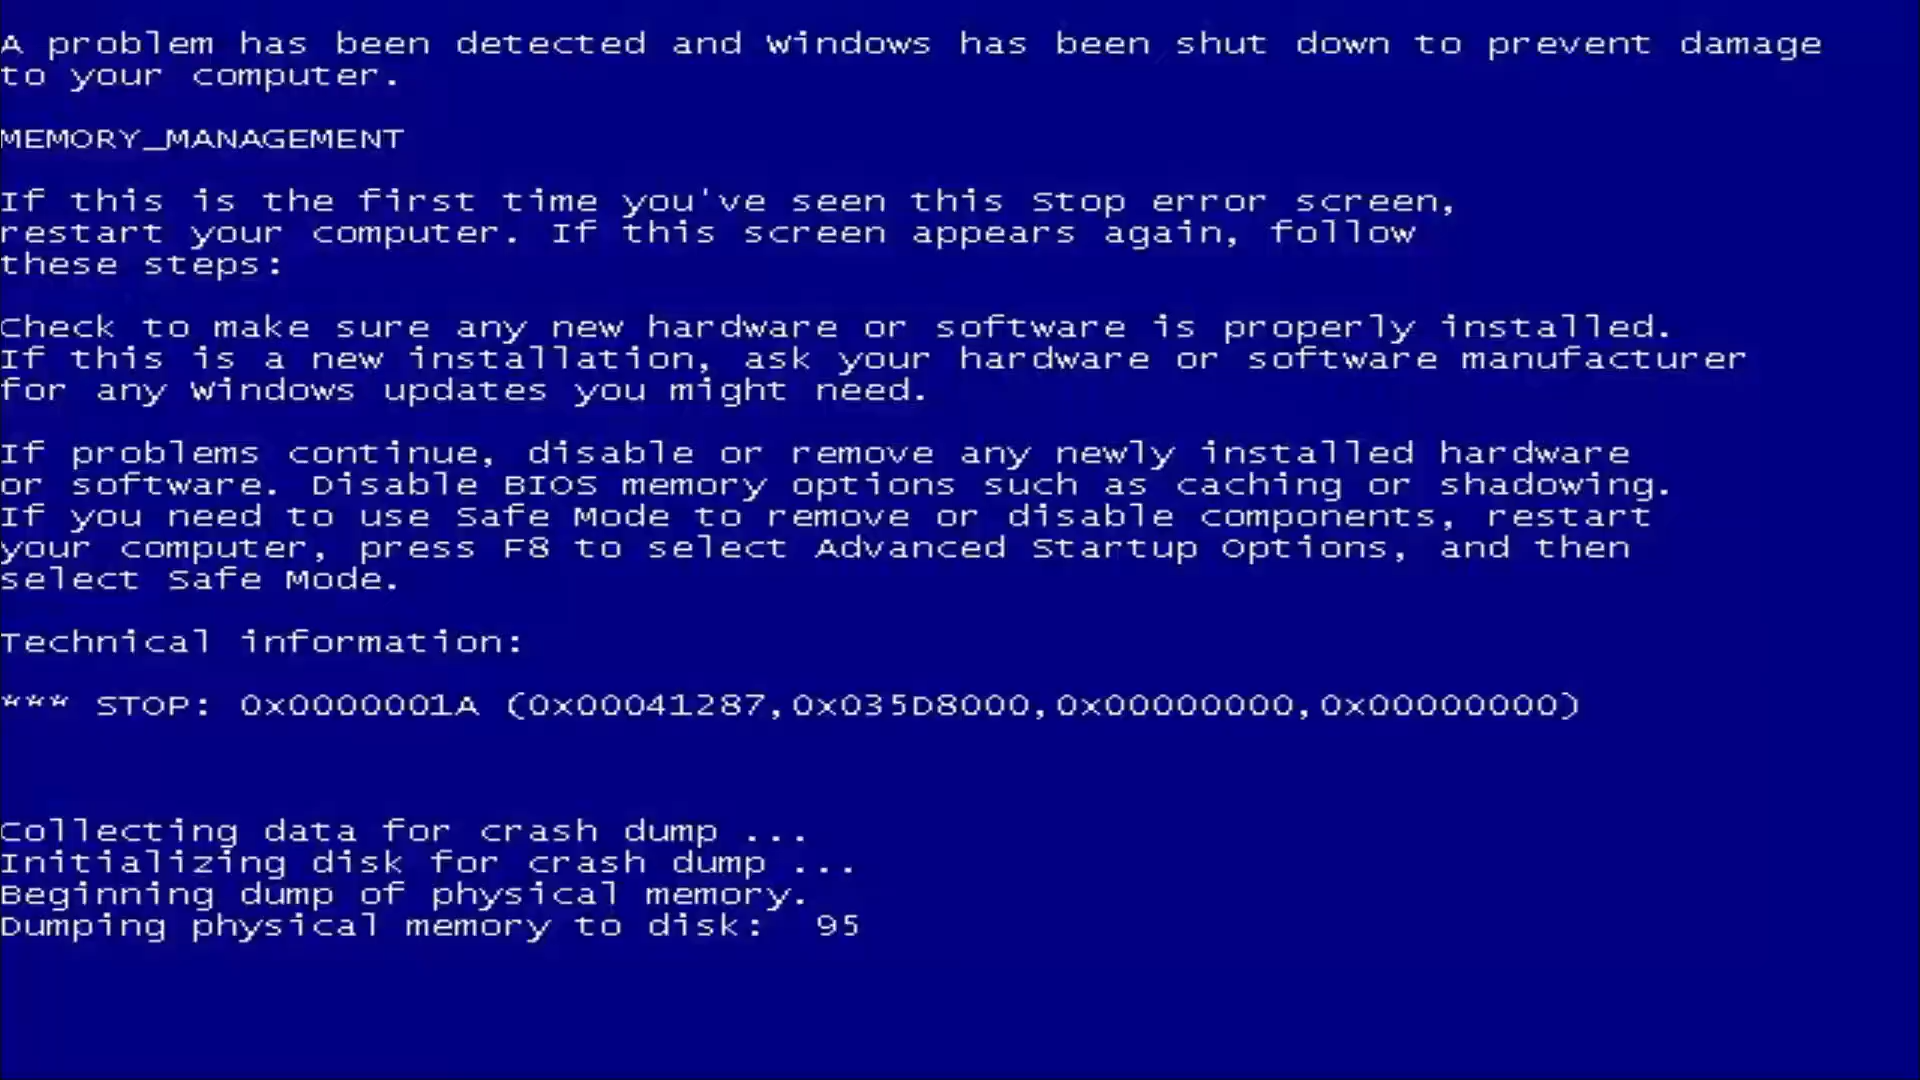 A problem has been detected and Windows has been shut down to prevent damage
to your computer.
MEMORY_MANAGEMENT
If this is the first time you've seen this Stop error screen,
restart your computer. If this screen appears again, follow
these steps:
Check to make sure any new hardware or software is properly installed.
If this is a new installation, ask your hardware or software manufacturer
for any Windows updates you might need.
If problems continue, disable or remove any newly installed hardware
or software. Disable BIOS memory options such as caching or shadowing.
If you need to use Safe Mode to remove or disable components, restart
your computer, press F8 to select Advanced Startup Options, and then
select Safe Mode.
Technical information:
*** STOP: 0x0000001A (0x00041287,0x035D8000,0x00000000,0x00000000)
Collecting data for crash dump ...
Initializing disk for crash dump ...
Beginning dump of physical memory.
Dumping physical memory to disk:  95